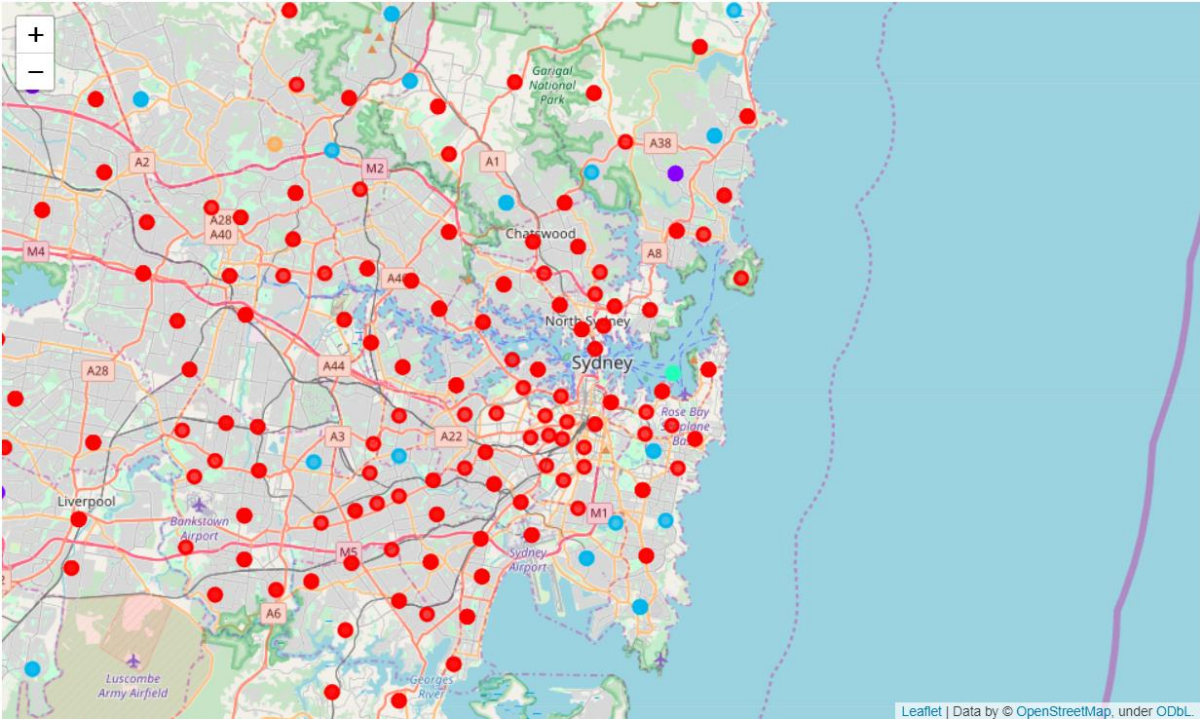 +
−
Garigal
National
Park
A38
A2
M2
A1
A28
A40
Chatswood
M4
A8
North Sydney
Sydney
A44
A28
Rose Bay
A3
A22
Liverpool
M1
Bankstown
Airport
M5
Sydney
Airport
A6
Luscombe
Army Airfield
Georges
River
Leaflet | Data by © OpenStreetMap, under ODbL.